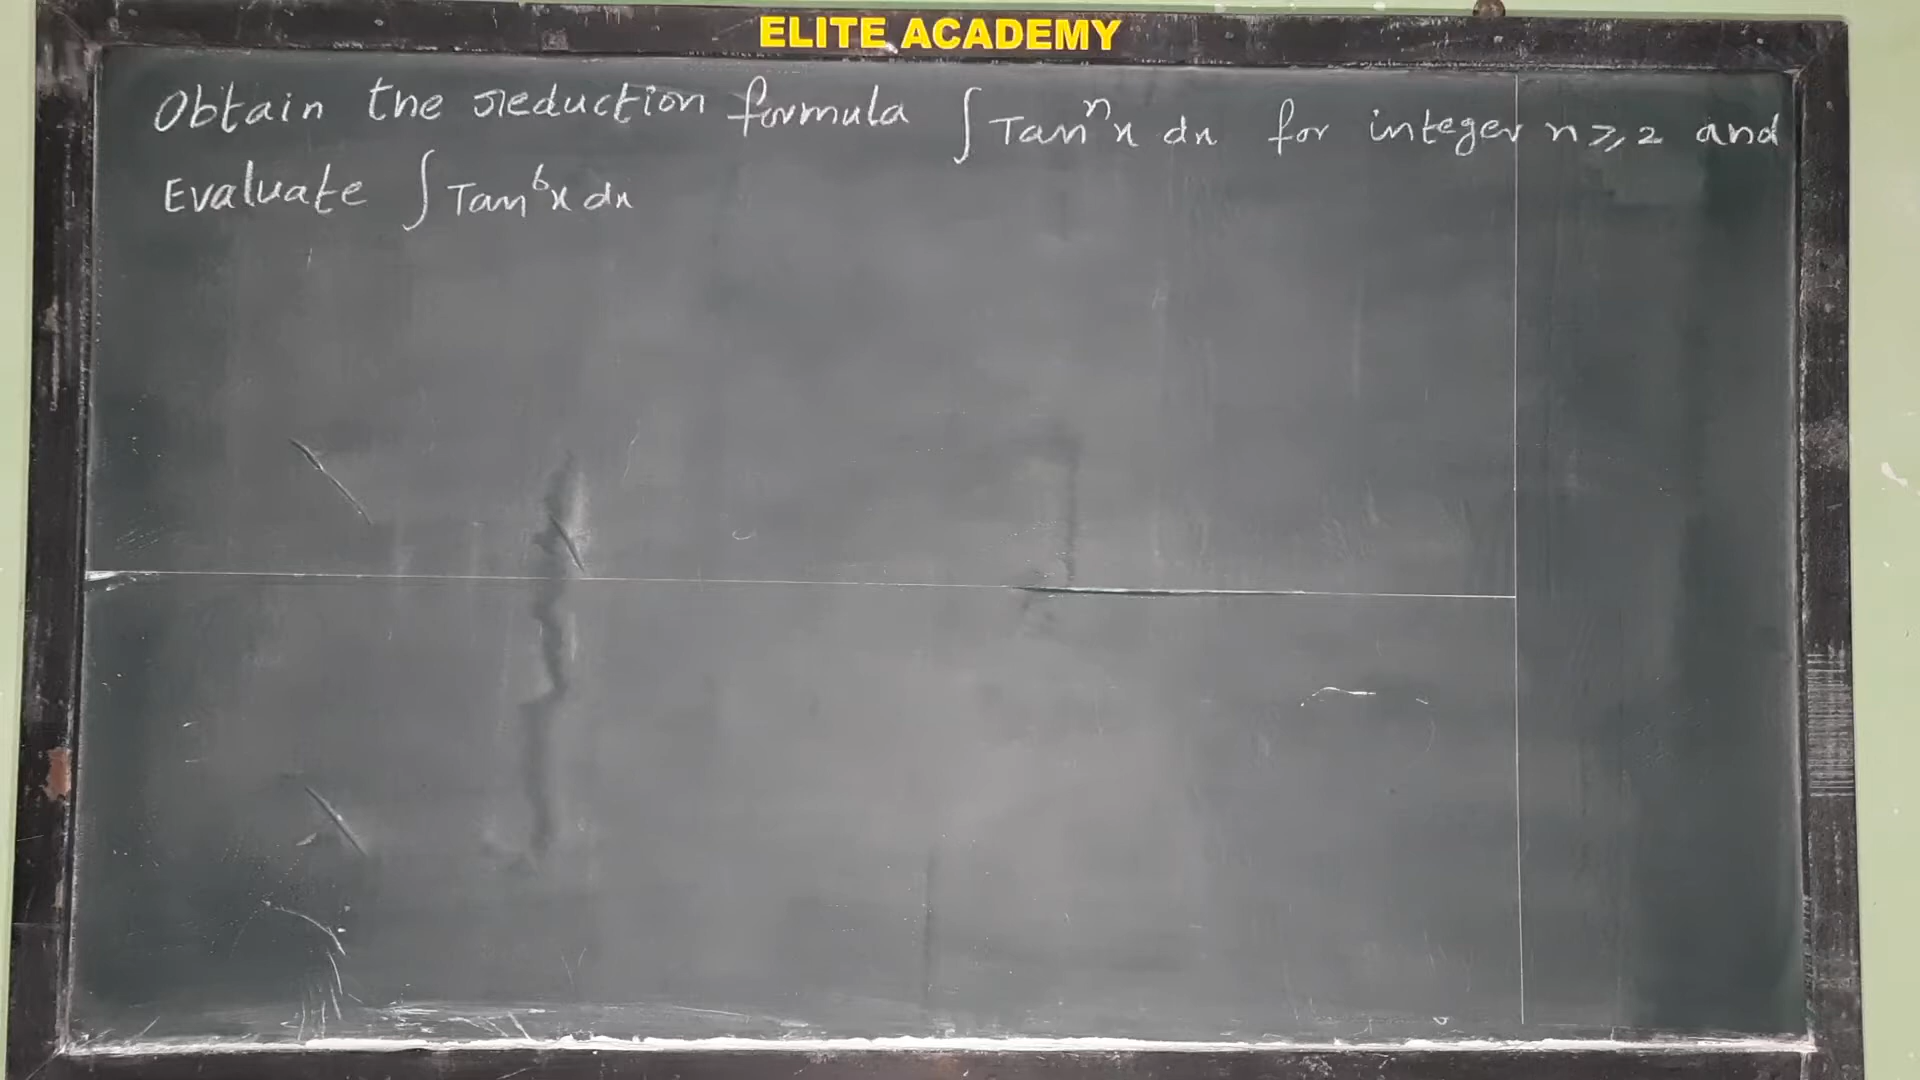 ELITE ACADEMY
Obtain the reduction formula ∫ Tanⁿx dx for integer n ⩾ 2 and
Evaluate ∫ Tan⁶x dx